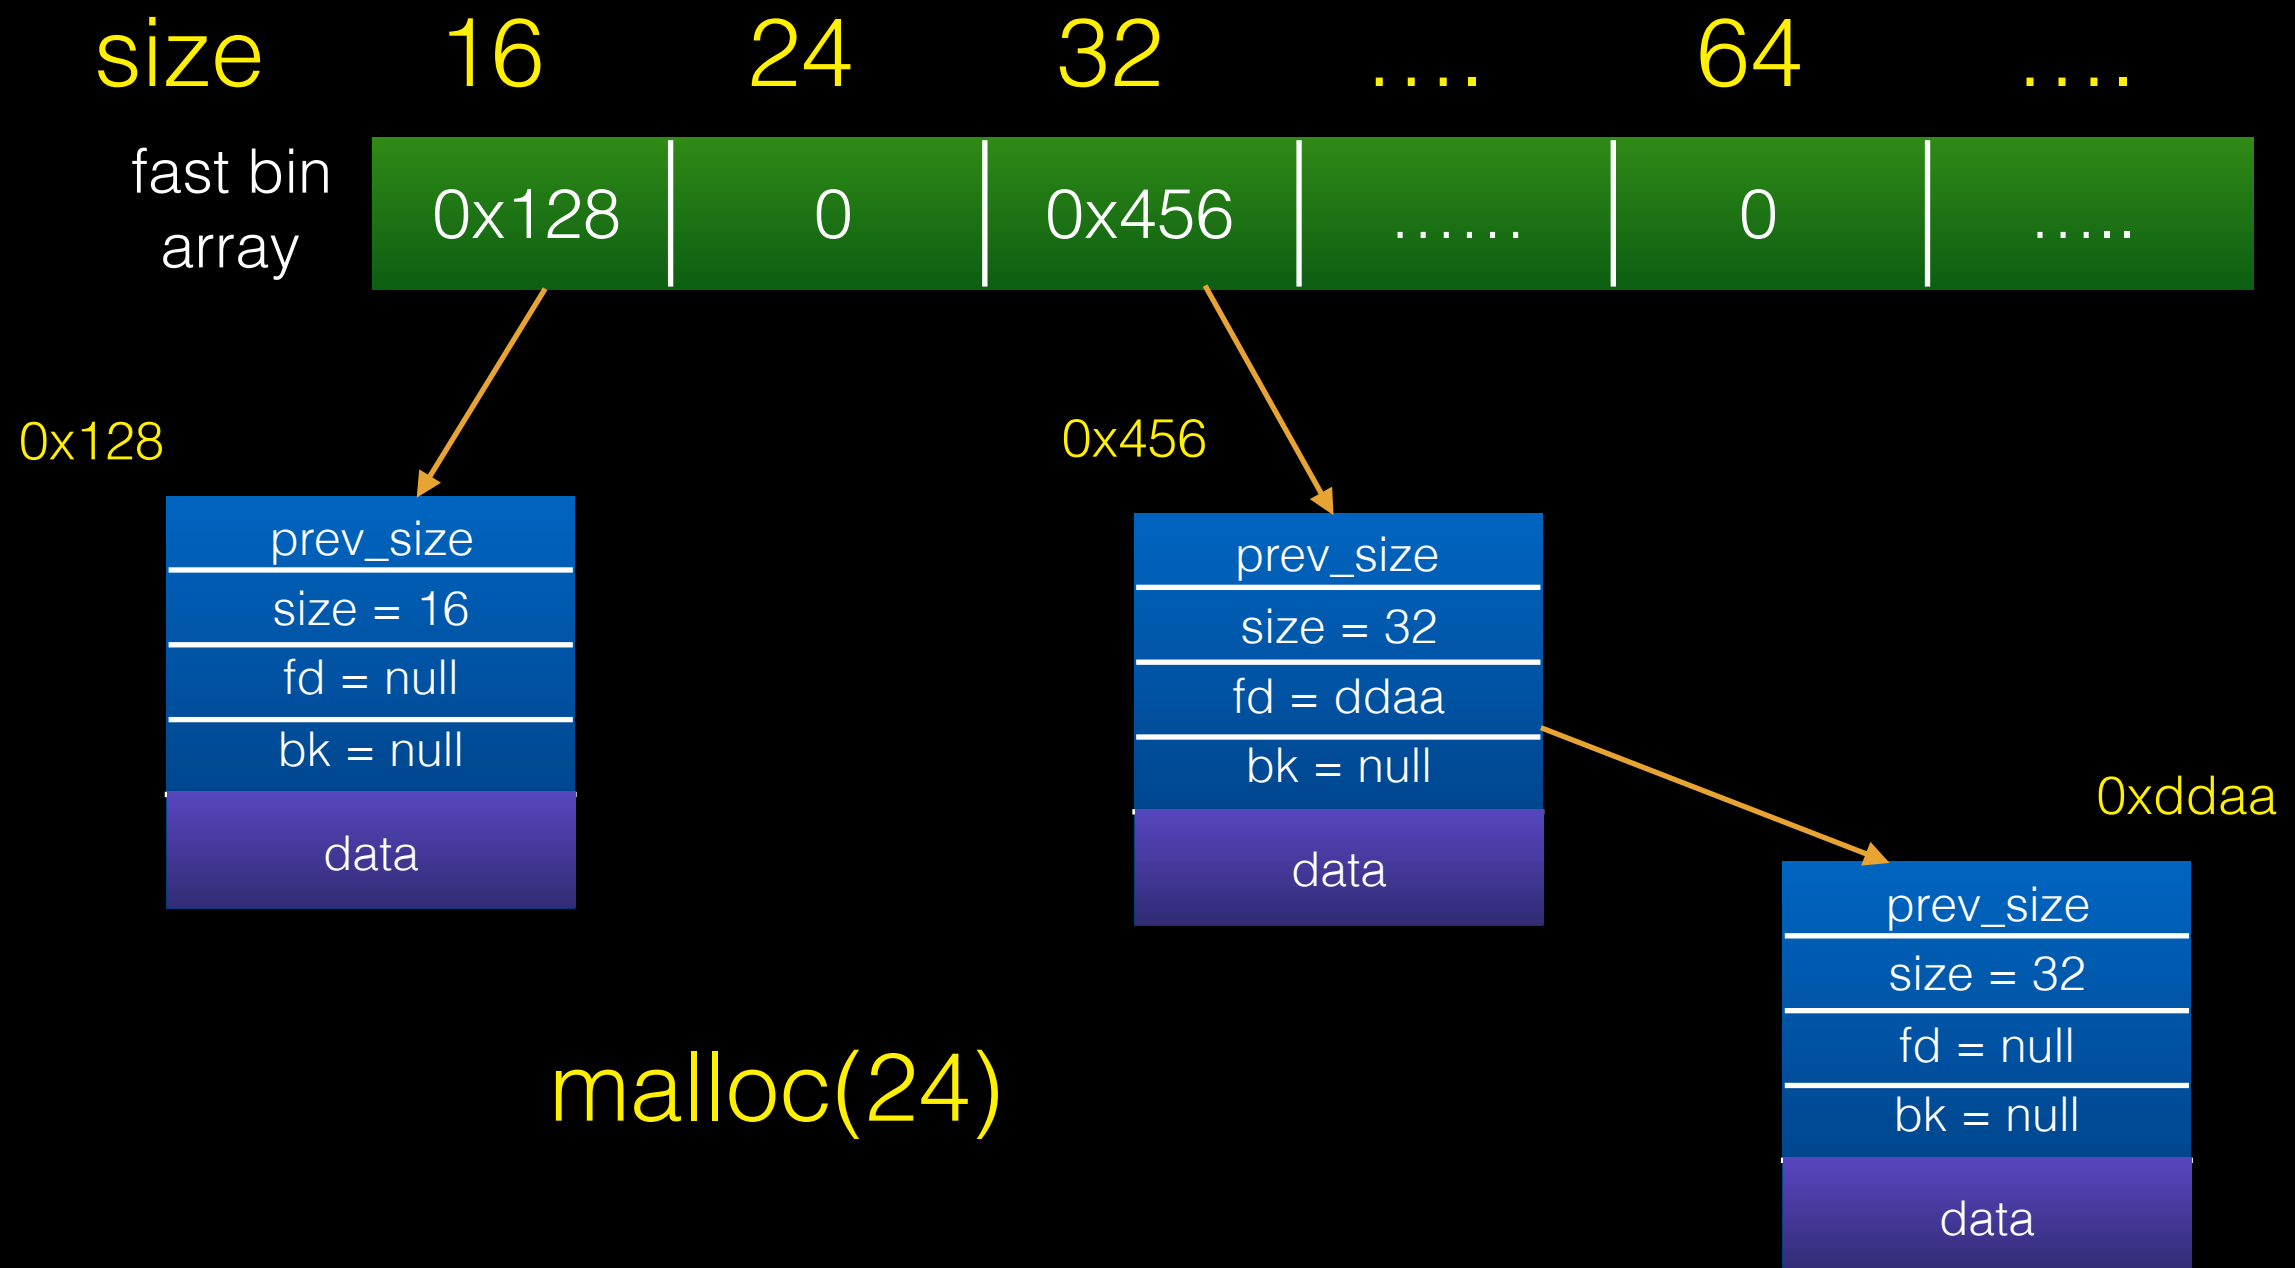 size 16 24 32 .... 64 ....
fast bin
array
0x128 0 0x456 ...... 0 .....
0x128
prev_size
size = 16
fd = null
bk = null
data
0x456
prev_size
size = 32
fd = ddaa
bk = null
data
0xddaa
prev_size
size = 32
fd = null
bk = null
data
malloc(24)